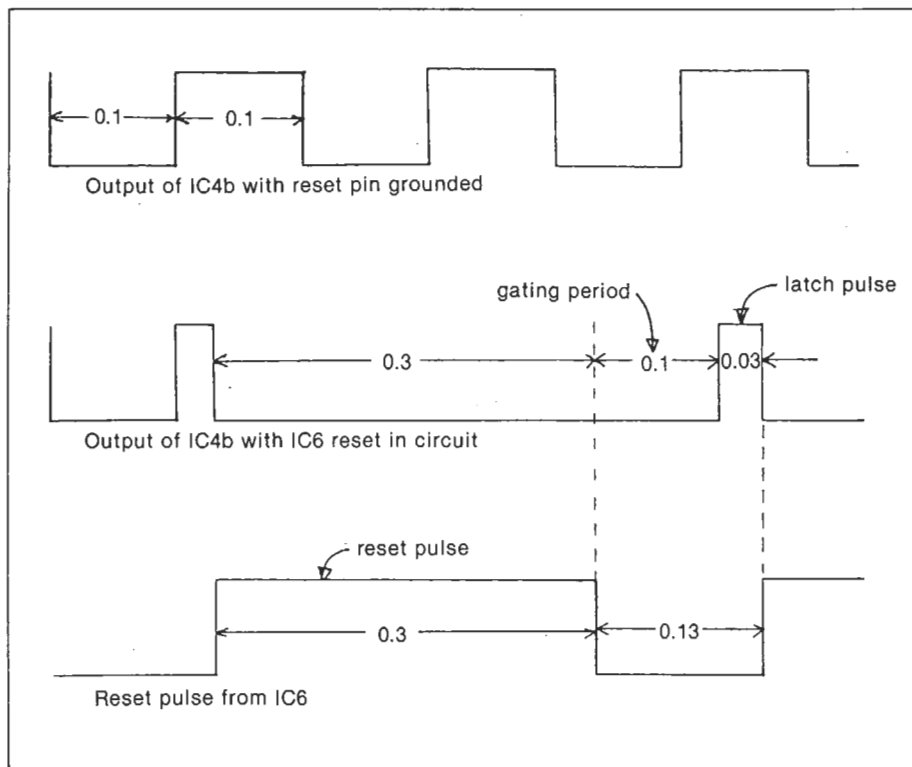 0.1
0.1
Output of IC4b with reset pin grounded
gating period
latch pulse
0.3
0.1
0.03
Output of IC4b with IC6 reset in circuit
reset pulse
0.3
0.13
Reset pulse from IC6